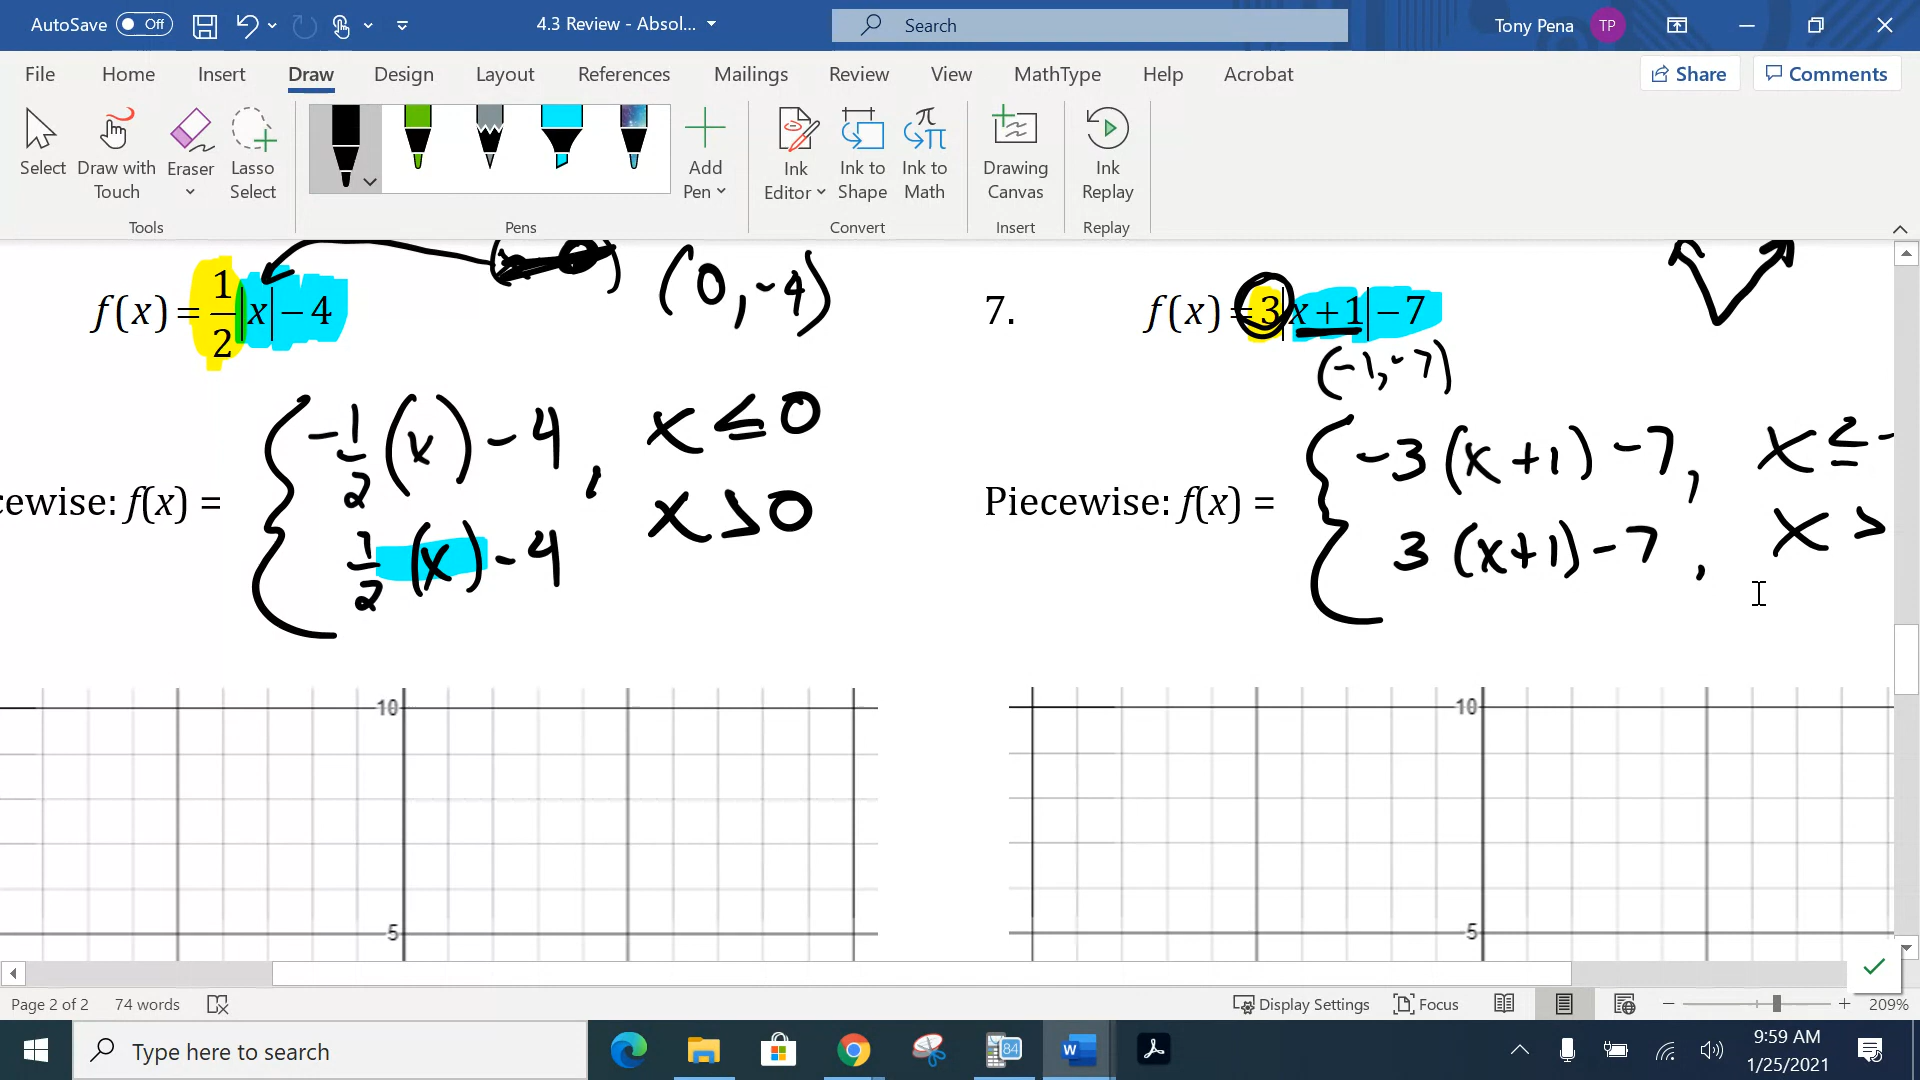 AutoSave Off 4.3 Review - Absol... Search Tony Pena TP
File Home Insert Draw Design Layout References Mailings Review View MathType Help Acrobat Share Comments
Select Draw with Touch Eraser Lasso Select Add Pen Ink Editor Ink to Shape Ink to Math Drawing Canvas Ink Replay
Tools Pens Convert Insert Replay
f(x) = 1/2|x| − 4 (0, -4)
7. f(x) = 3|x + 1| − 7
(-1, -7)
cewise: f(x) = { -1/2 (x) - 4, x ≤ 0
1/2 (x) - 4 x > 0
Piecewise: f(x) = { -3 (x+1) - 7, x ≤ -
3 (x+1) - 7, x >
10 10
5 5
Page 2 of 2 74 words Display Settings Focus 209%
Type here to search 84 W 9:59 AM
1/25/2021